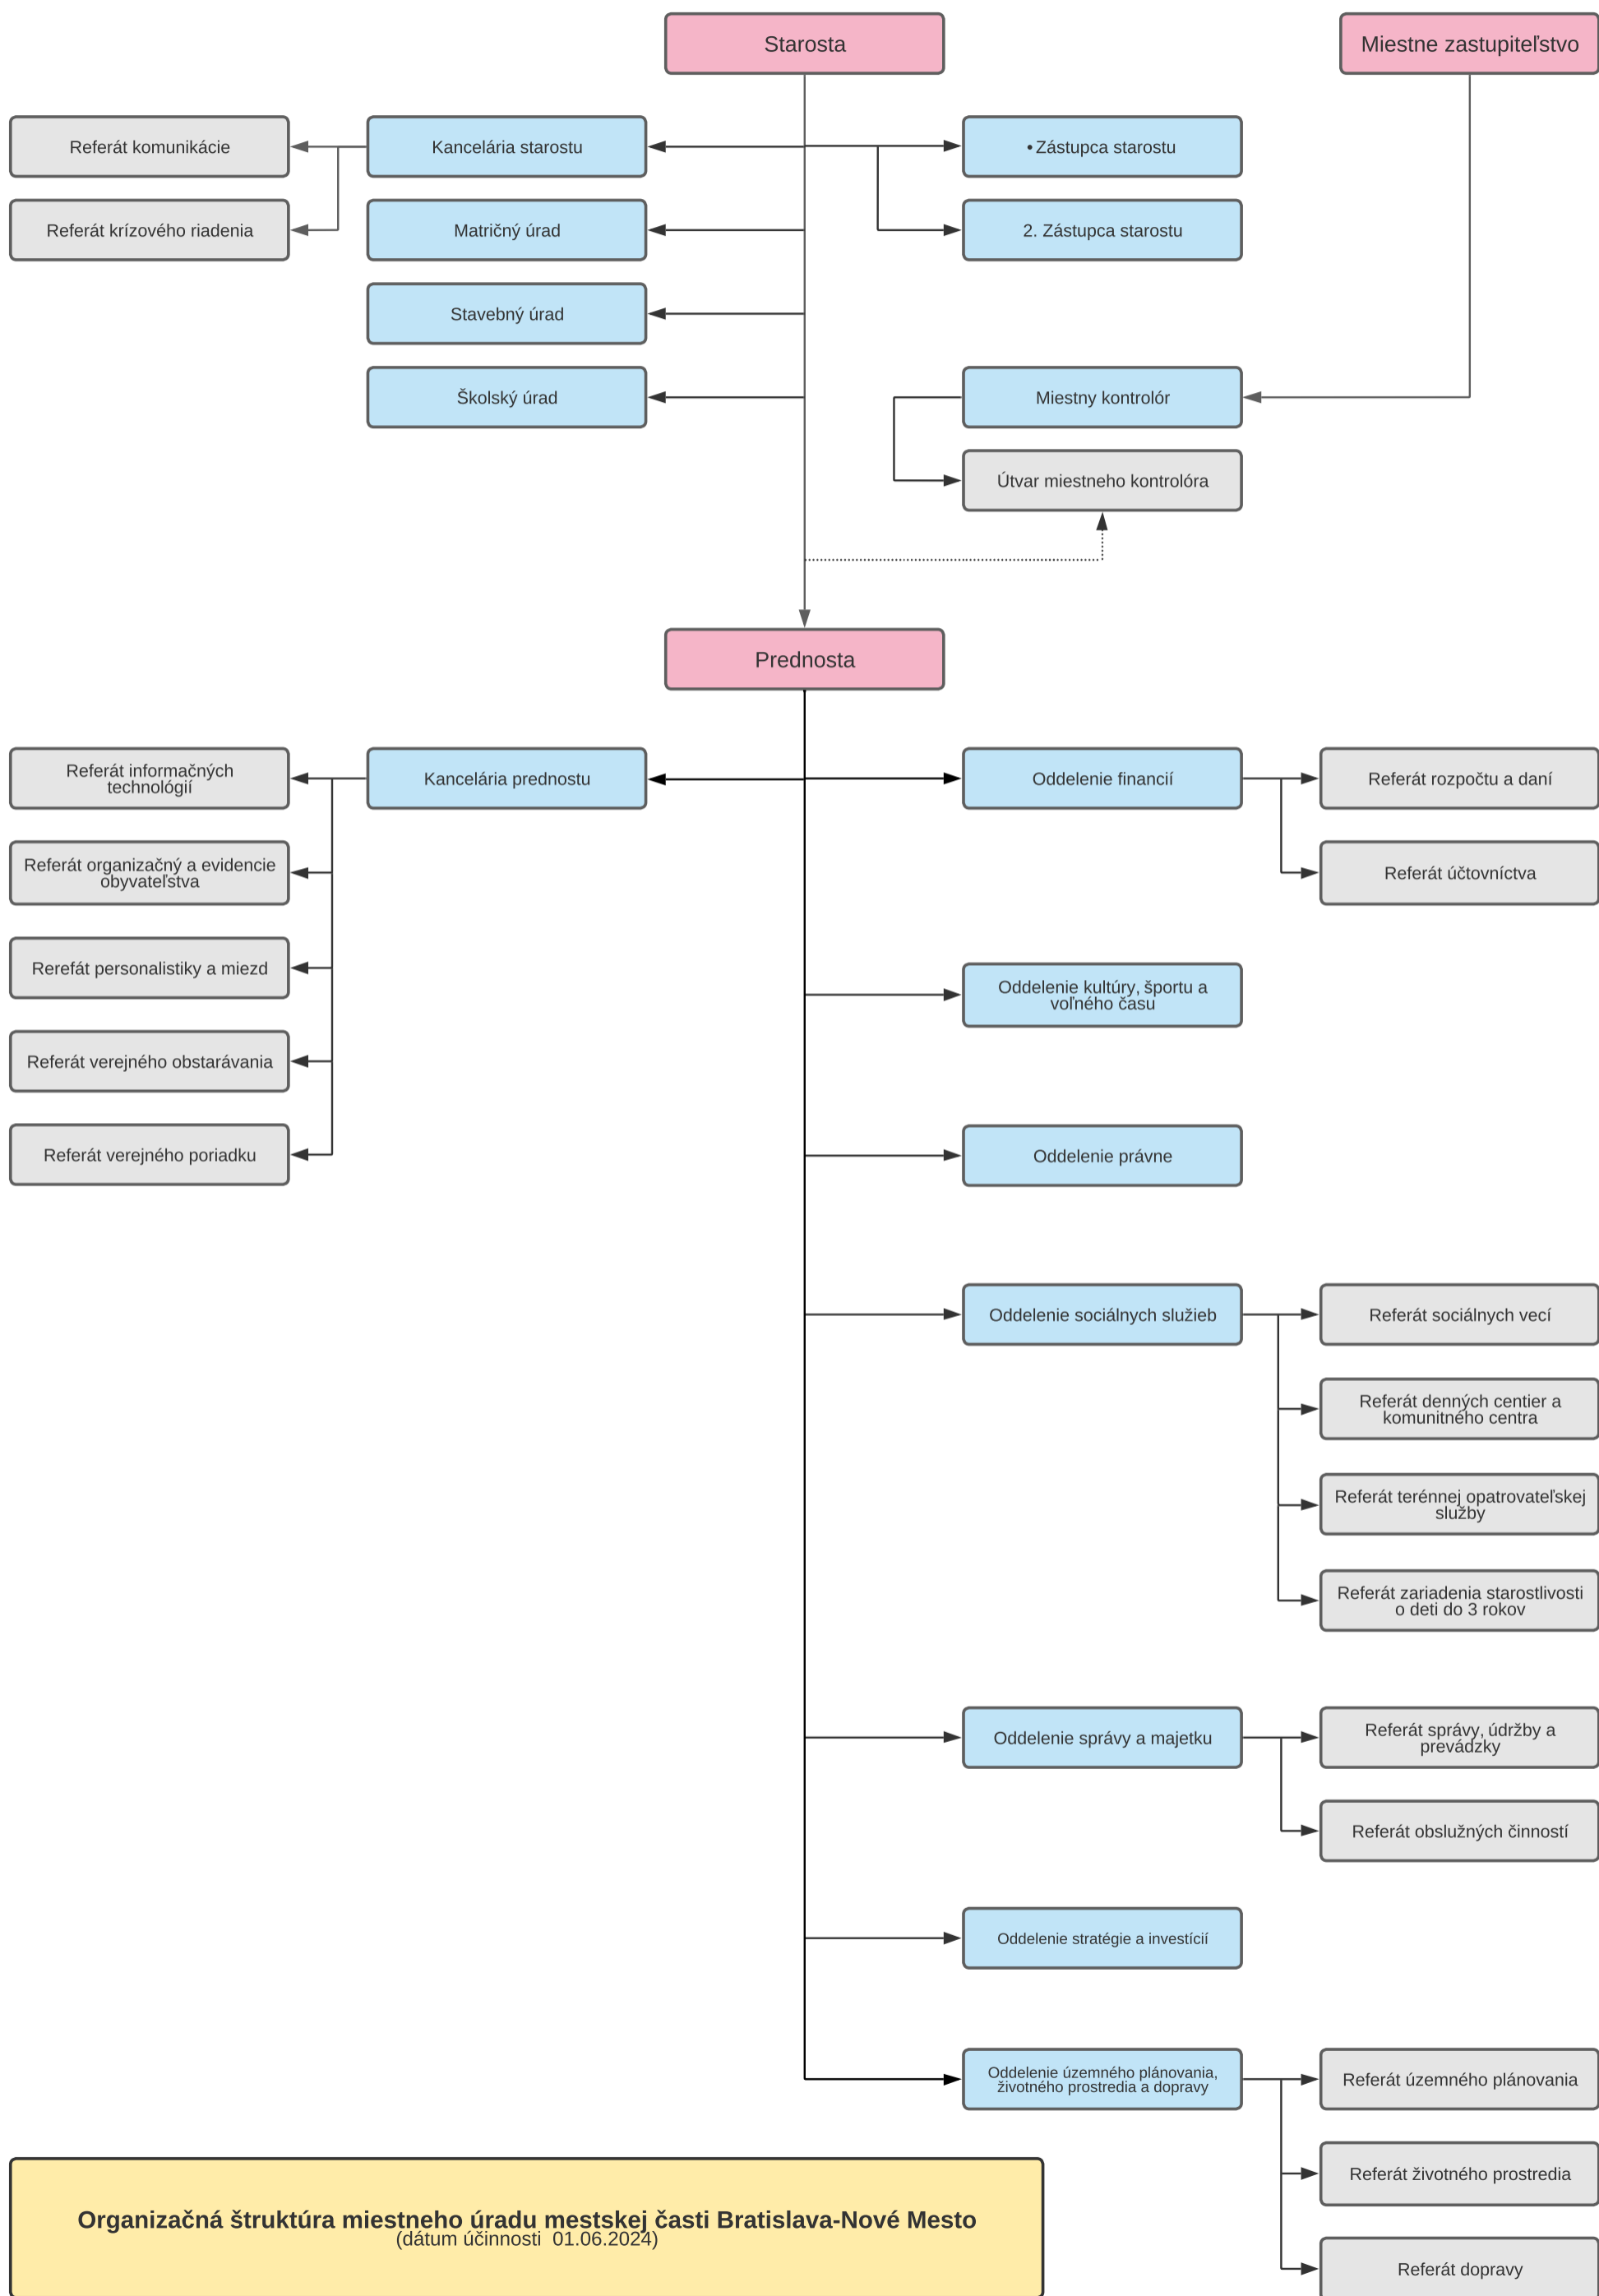 Starosta
Miestne zastupiteľstvo
Referát komunikácie
Kancelária starostu
• Zástupca starostu
Referát krízového riadenia
Matričný úrad
2. Zástupca starostu
Stavebný úrad
Školský úrad
Miestny kontrolór
Útvar miestneho kontrolóra
Prednosta
Referát informačných
technológií
Kancelária prednostu
Oddelenie financií
Referát rozpočtu a daní
Referát organizačný a evidencie
obyvateľstva
Referát účtovníctva
Rerefát personalistiky a miezd
Oddelenie kultúry, športu a
voľného času
Referát verejného obstarávania
Referát verejného poriadku
Oddelenie právne
Oddelenie sociálnych služieb
Referát sociálnych vecí
Referát denných centier a
komunitného centra
Referát terénnej opatrovateľskej
služby
Referát zariadenia starostlivosti
o deti do 3 rokov
Oddelenie správy a majetku
Referát správy, údržby a
prevádzky
Referát obslužných činností
Oddelenie stratégie a investícií
Oddelenie územného plánovania,
životného prostredia a dopravy
Referát územného plánovania
Referát životného prostredia
Organizačná štruktúra miestneho úradu mestskej časti Bratislava-Nové Mesto
(dátum účinnosti  01.06.2024)
Referát dopravy